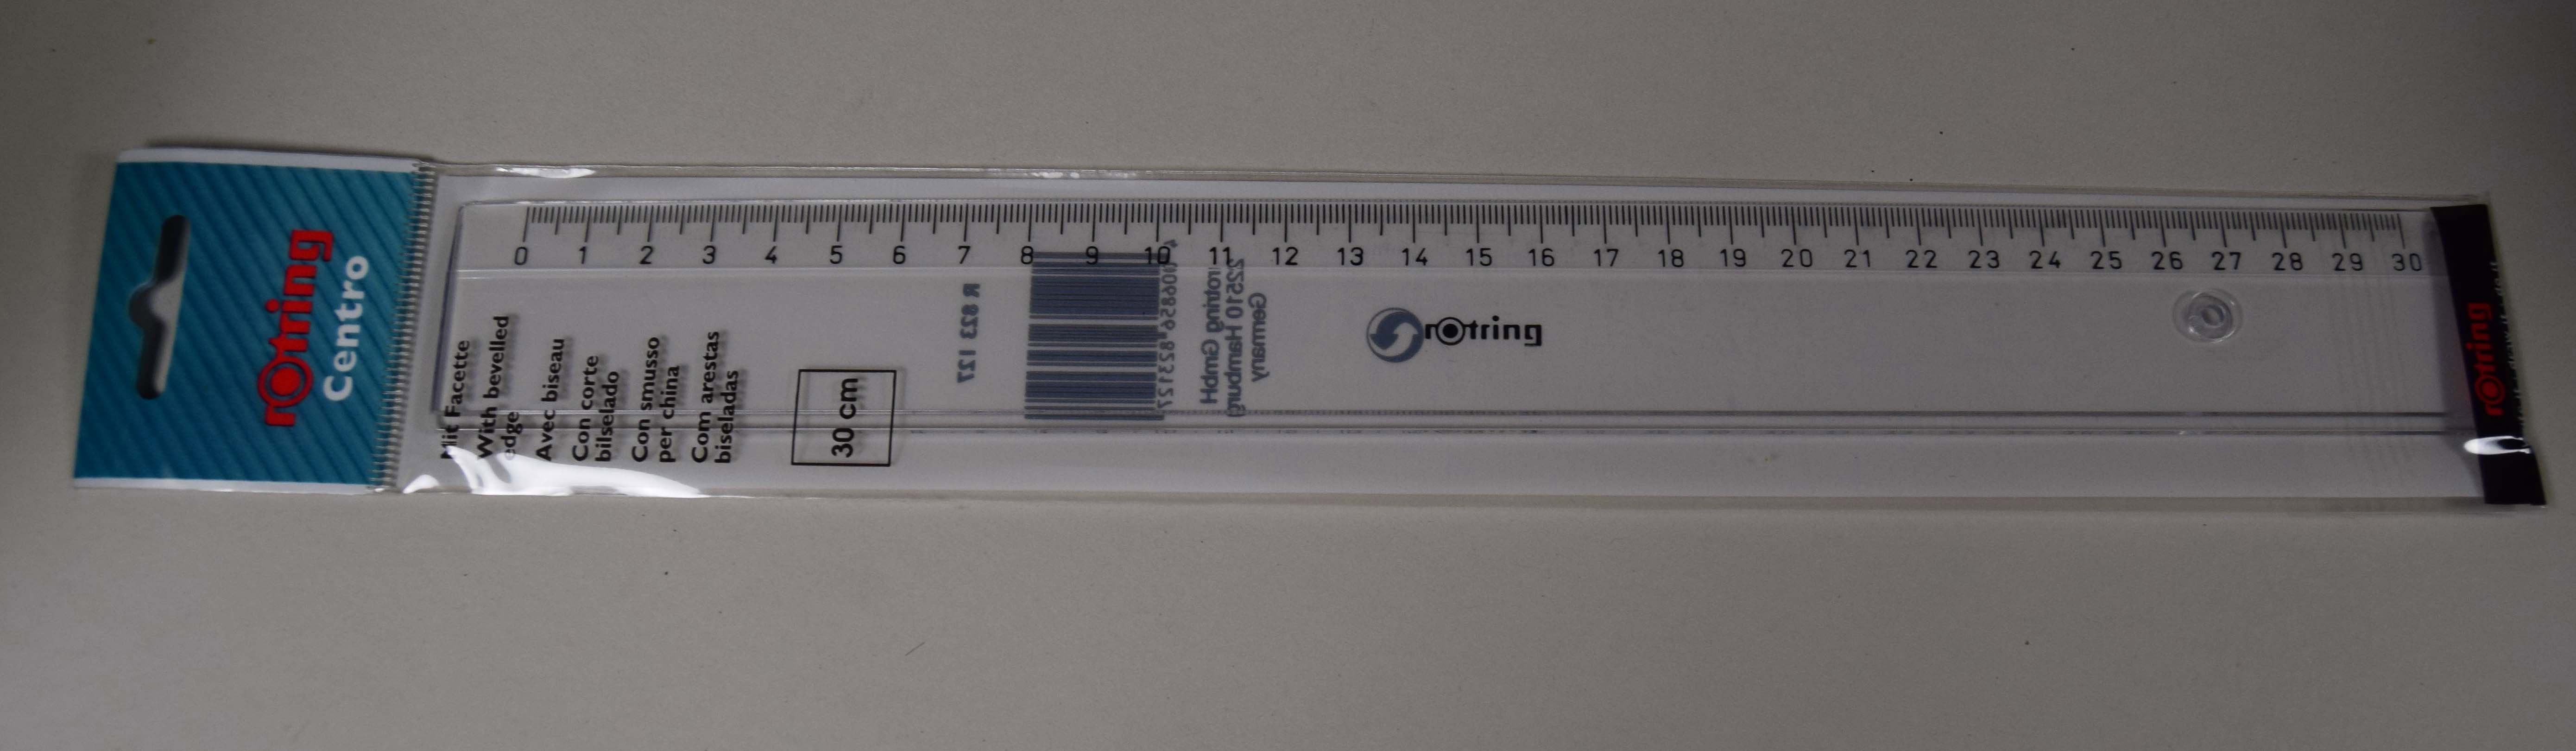 rotring
Centro
0 1 2 3 4 5 6 7 8 9 10 11 12 13 14 15 16 17 18 19 20 21 22 23 24 25 26 27 28 29 30
Mit Facette
With bevelled
edge
Avec biseau
Con corte
bilselado
Con smusso
per china
Com arestas
biseladas
30 cm
R 823 127
4 006856 823127
rotring GmbH
22510 Hamburg
Germany
rotring
rotring